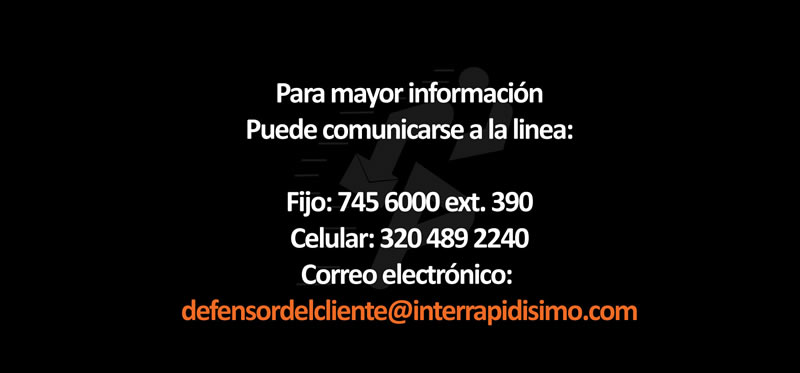 Para mayor información
Puede comunicarse a la linea:
Fijo: 745 6000 ext. 390
Celular: 320 489 2240
Correo electrónico:
defensordelcliente@interrapidisimo.com